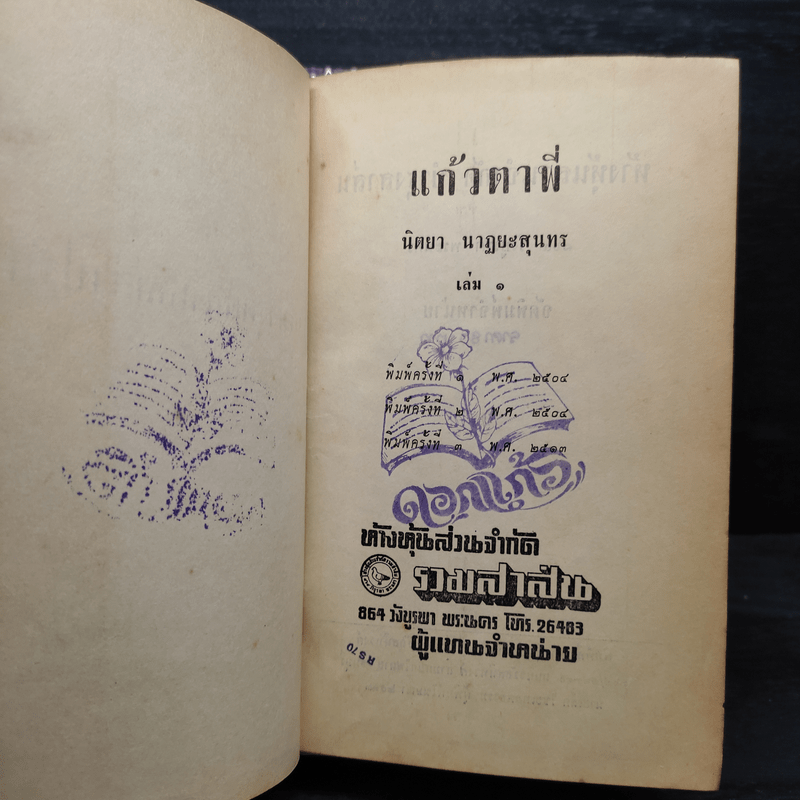 แก้วตาพี่
นิตยา นาฏยะสุนทร
เล่ม ๑
พิมพ์ครั้งที่ ๑ พ.ศ. ๒๕๐๔
พิมพ์ครั้งที่ ๒ พ.ศ. ๒๕๐๔
พิมพ์ครั้งที่ ๓ พ.ศ. ๒๕๑๓
ดอกแก้ว
ห้างหุ้นส่วนจำกัด
รวมสาส์น
864 วังบูรพา พระนคร โทร. 26483
ผู้แทนจำหน่าย
RS70